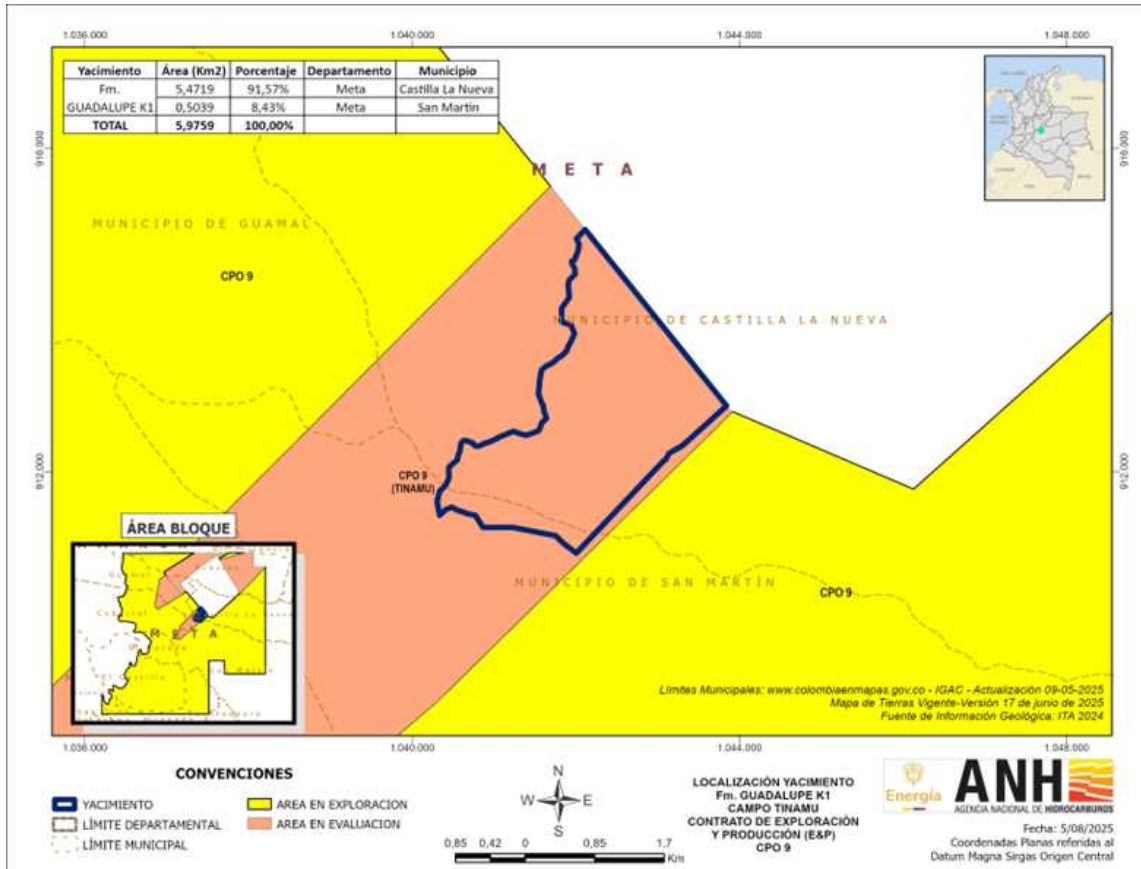 1.036.000 1.040.000 1.044.000 1.048.000
Yacimiento Área (Km2) Porcentaje Departamento Municipio
Fm. 5,4719 91,57% Meta Castilla La Nueva
GUADALUPE K1 0,5039 8,43% Meta San Martín
TOTAL 5,9759 100,00%
916.000 916.000
META
MUNICIPIO DE GUAMAL
CPO 9
MUNICIPIO DE CASTILLA LA NUEVA
912.000 912.000
CPO 9
(TINAMU)
ÁREA BLOQUE
META
MUNICIPIO DE SAN MARTÍN
CPO 9
Límites Municipales: www.colombiaenmapas.gov.co - IGAC - Actualización 09-05-2025
Mapa de Tierras Vigente-Versión 17 de junio de 2025
Fuente de Información Geológica: ITA 2024
1.036.000 1.040.000 1.044.000 1.048.000
CONVENCIONES
YACIMIENTO
LÍMITE DEPARTAMENTAL
LÍMITE MUNICIPAL
AREA EN EXPLORACION
AREA EN EVALUACION
N
W E
S
0,85 0,42 0 0,85 1,7
Km
LOCALIZACIÓN YACIMIENTO
Fm. GUADALUPE K1
CAMPO TINAMU
CONTRATO DE EXPLORACIÓN
Y PRODUCCIÓN (E&P)
CPO 9
Energía
ANH
AGENCIA NACIONAL DE HIDROCARBUROS
Fecha: 5/08/2025
Coordenadas Planas referidas al
Datum Magna Sirgas Origen Central